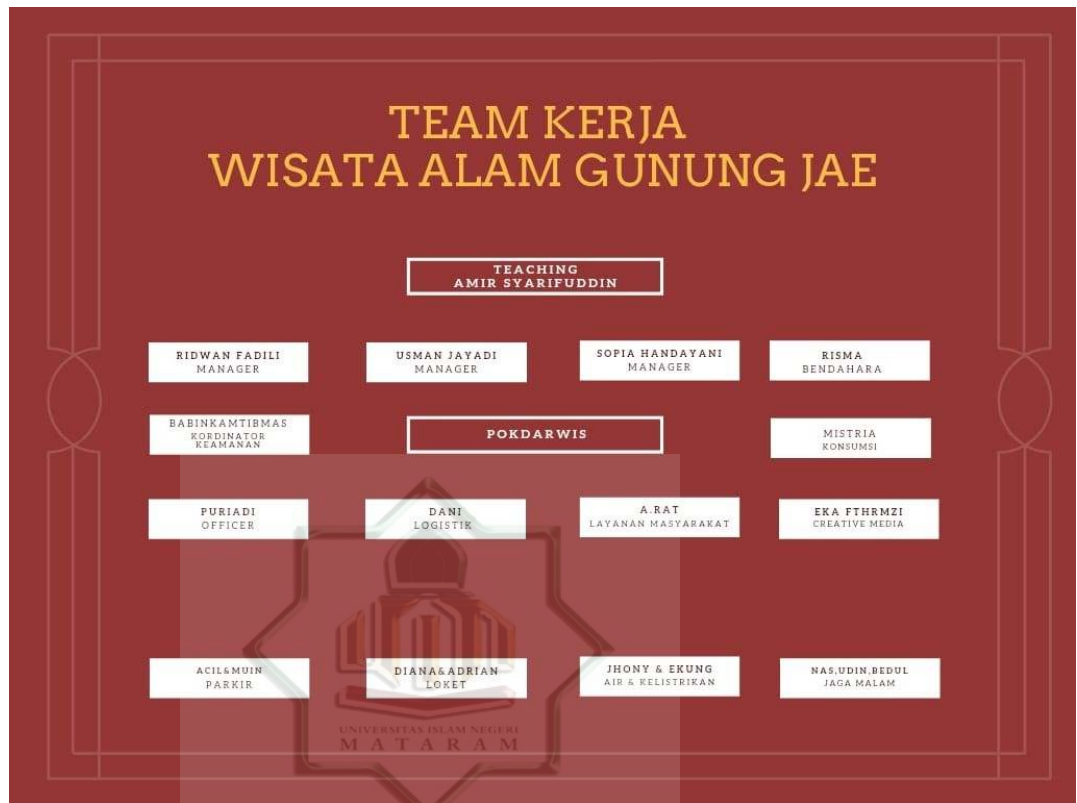 TEAM KERJA
WISATA ALAM GUNUNG JAE
TEACHING
AMIR SYARIFUDDIN
RIDWAN FADILI
MANAGER
USMAN JAYADI
MANAGER
SOPIA HANDAYANI
MANAGER
RISMA
BENDAHARA
BABINKAMTIBMAS
KORDINATOR
KEAMANAN
POKDARWIS
MISTRIA
KONSUMSI
PURIADI
OFFICER
DANI
LOGISTIK
A.RAT
LAYANAN MASYARAKAT
EKA FTHRMZI
CREATIVE MEDIA
ACIL&MUIN
PARKIR
DIANA&ADRIAN
LOKET
JHONY & EKUNG
AIR & KELISTRIKAN
NAS,UDIN,BEDUL
JAGA MALAM
UNIVERSITAS ISLAM NEGERI
MATARAM